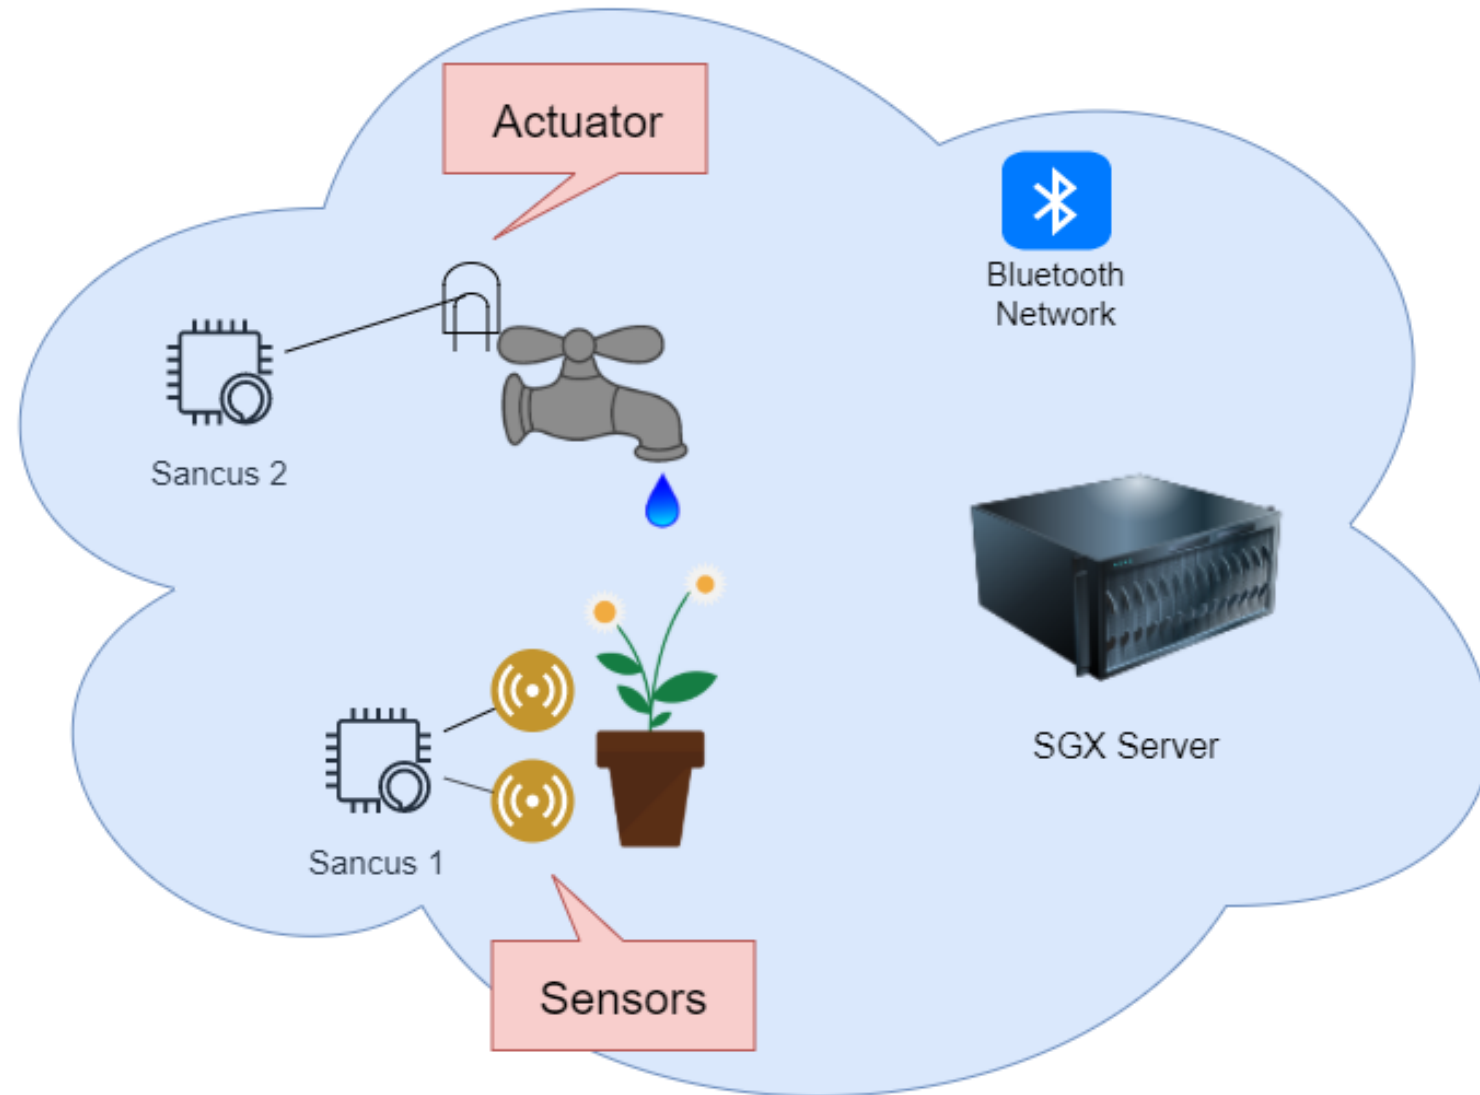 Actuator
Bluetooth
Network
Sancus 2
SGX Server
Sancus 1
Sensors